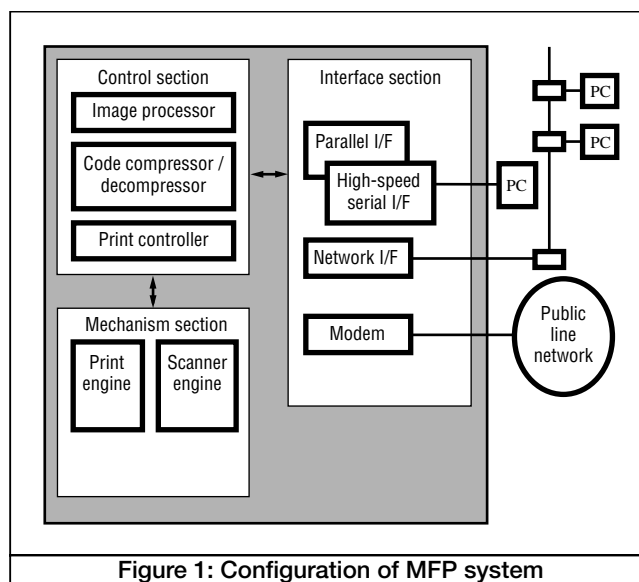 Control section
Image processor
Code compressor /
decompressor
Print controller
Mechanism section
Print
engine
Scanner
engine
Interface section
Parallel I/F
High-speed
serial I/F
Network I/F
Modem
PC
PC
PC
Public
line
network
Figure 1: Configuration of MFP system